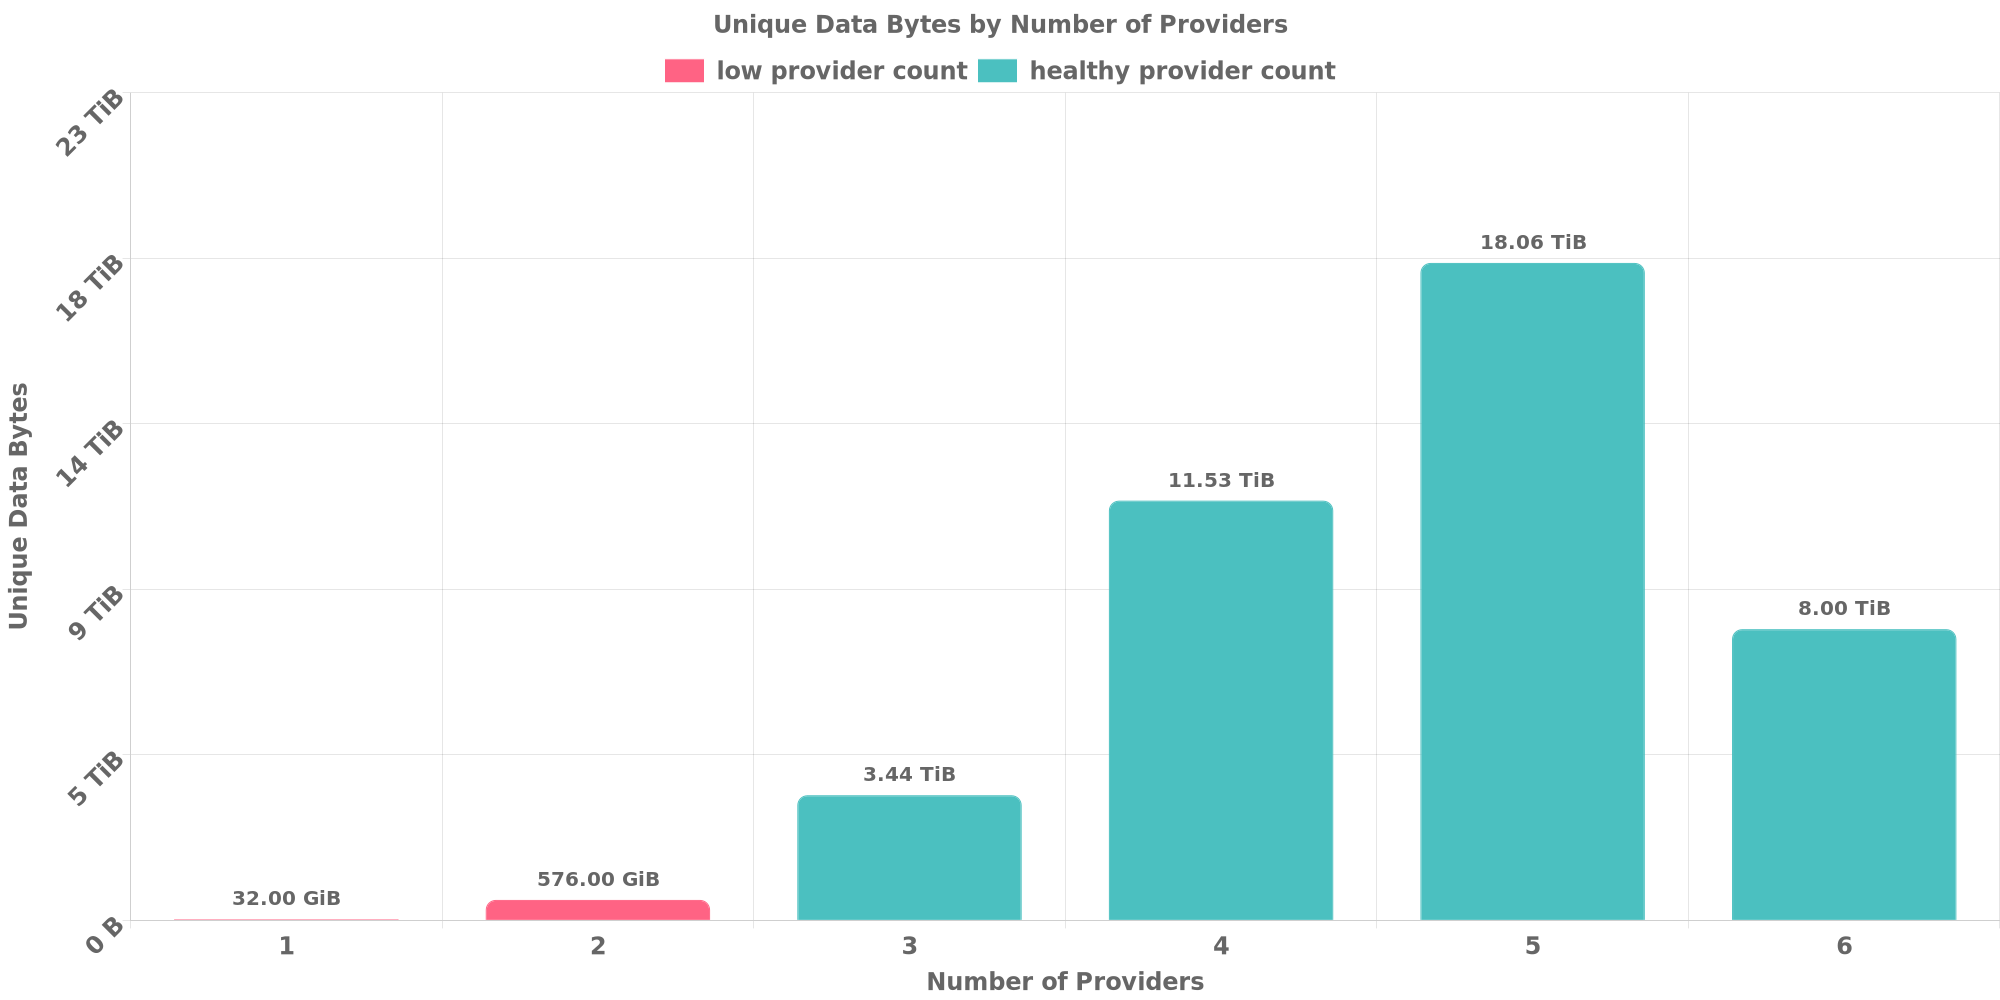 Unique Data Bytes by Number of Providers
low provider count healthy provider count
23 TiB
18 TiB
14 TiB
9 TiB
5 TiB
0 B
Unique Data Bytes
32.00 GiB
576.00 GiB
3.44 TiB
11.53 TiB
18.06 TiB
8.00 TiB
1 2 3 4 5 6
Number of Providers